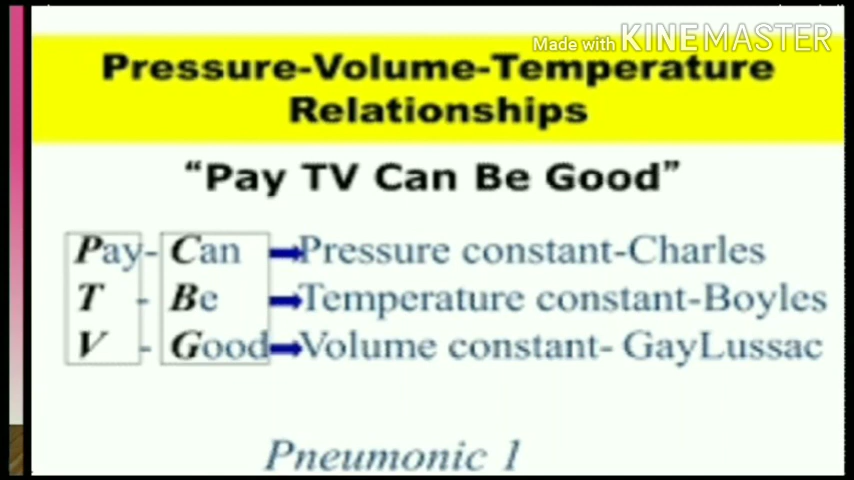 Made with KINEMASTER
Pressure-Volume-Temperature
Relationships
“Pay TV Can Be Good”
Pay- Can Pressure constant-Charles
T - Be Temperature constant-Boyles
V - Good Volume constant- GayLussac
Pneumonic 1